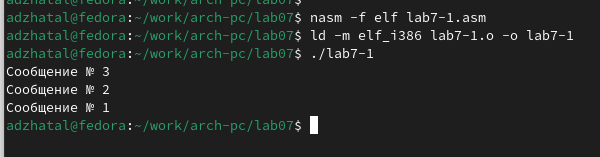 adzhatal@fedora:~/work/arch-pc/lab07$ nasm -f elf lab7-1.asm
adzhatal@fedora:~/work/arch-pc/lab07$ ld -m elf_i386 lab7-1.o -o lab7-1
adzhatal@fedora:~/work/arch-pc/lab07$ ./lab7-1
Сообщение № 3
Сообщение № 2
Сообщение № 1
adzhatal@fedora:~/work/arch-pc/lab07$